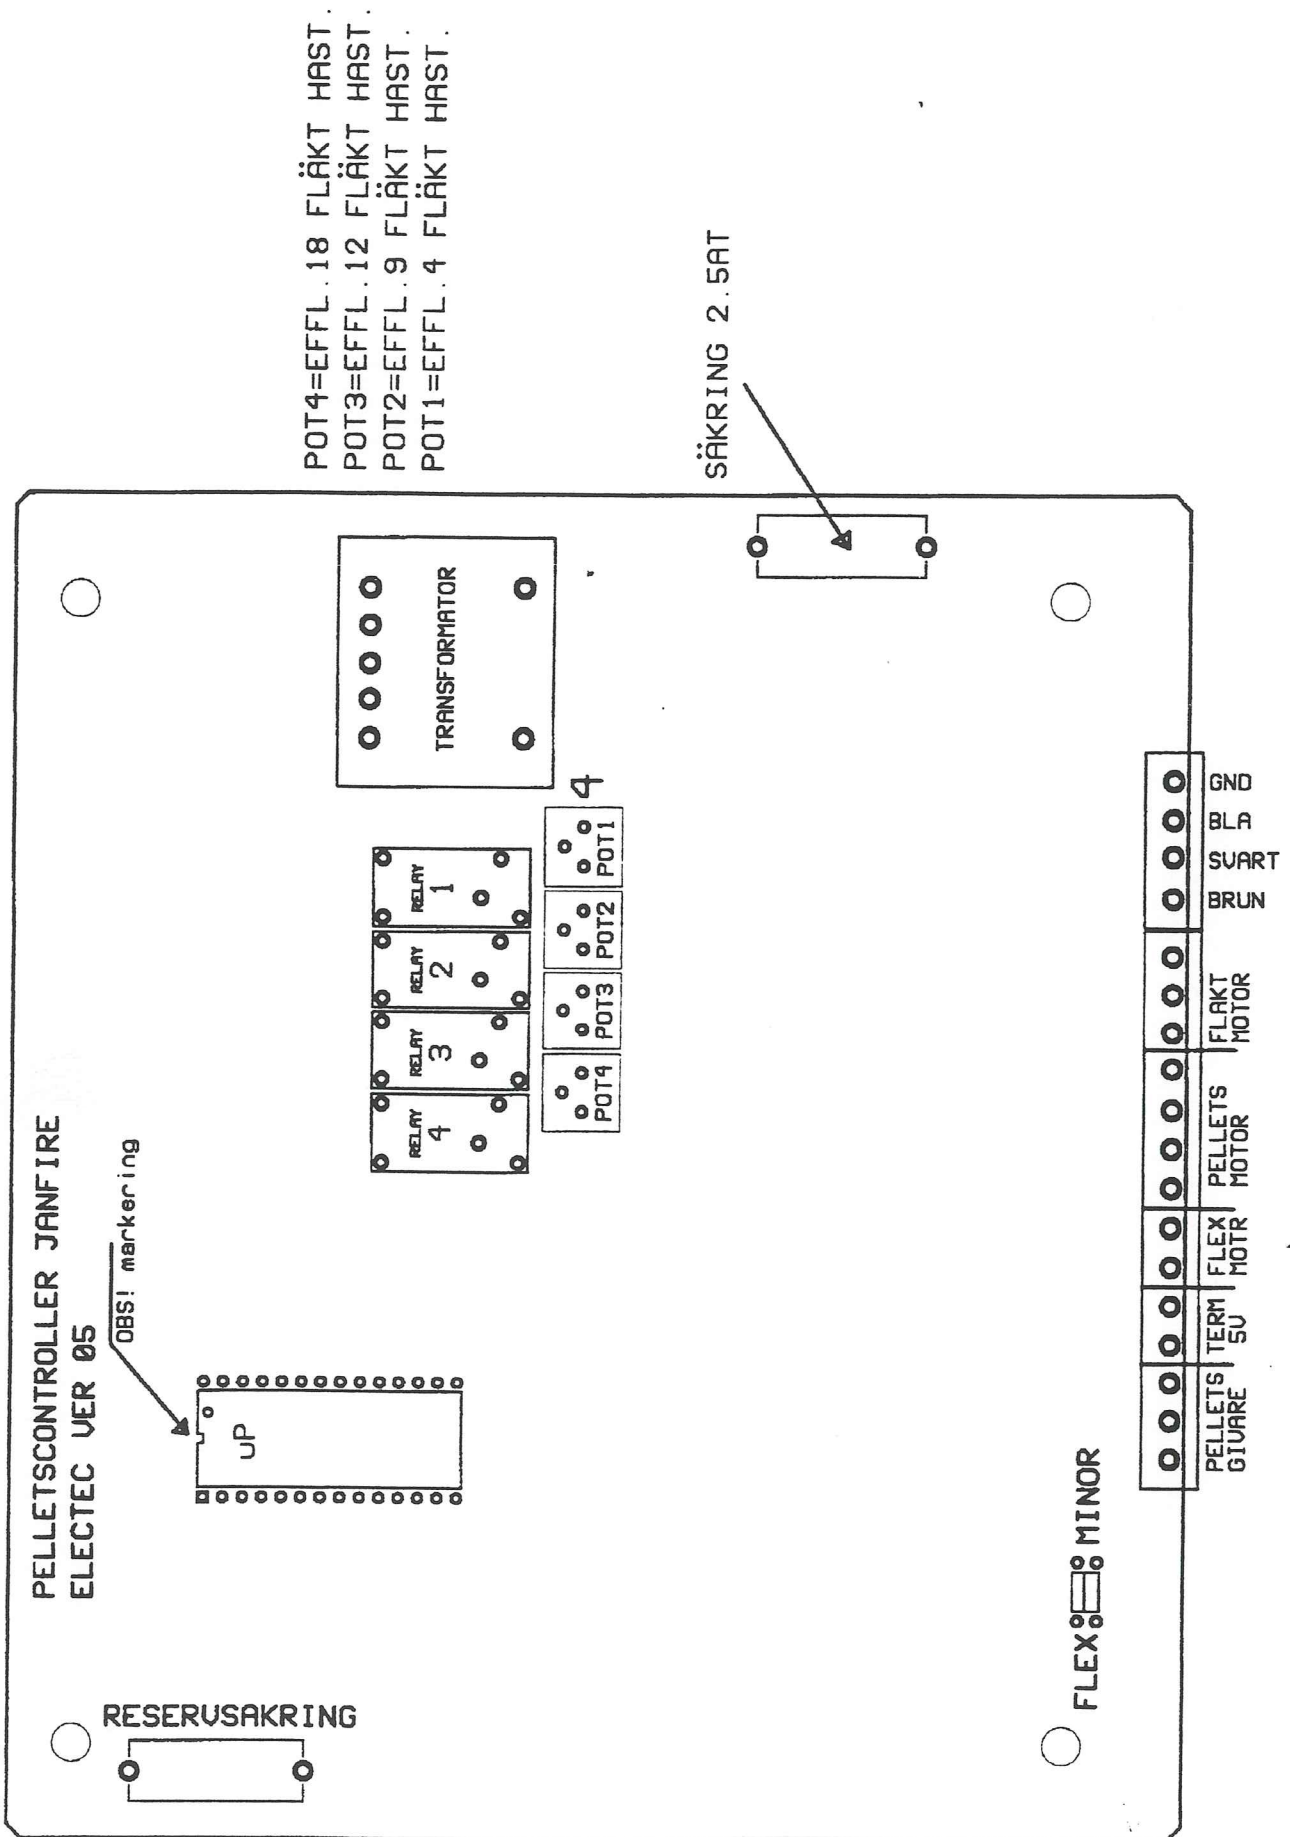 PELLETSCONTROLLER JANFIRE
ELECTEC VER 05
OBS! markering
RESERVSAKRING
uP
RELAY
4
RELAY
3
RELAY
2
RELAY
1
TRANSFORMATOR
POT4
POT3
POT2
POT1
4
POT4=EFFL.18 FLÄKT HAST.
POT3=EFFL.12 FLÄKT HAST.
POT2=EFFL.9 FLÄKT HAST.
POT1=EFFL.4 FLÄKT HAST.
SÄKRING 2.5AT
FLEX
MINOR
PELLETS
GIVARE
TERM
5V
FLEX
MOTR
PELLETS
MOTOR
FLAKT
MOTOR
BRUN
SVART
BLA
GND